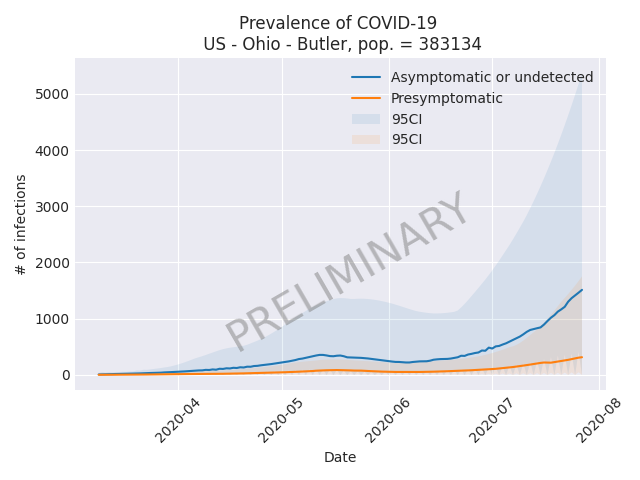 Prevalence of COVID-19
US - Ohio - Butler, pop. = 383134
Asymptomatic or undetected
Presymptomatic
95CI
95CI
5000
4000
3000
2000
1000
0
# of infections
PRELIMINARY
2020-04
2020-05
2020-06
2020-07
2020-08
Date